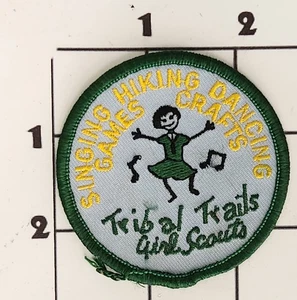 1 2
SINGING HIKING DANCING
GAMES CRAFTS
1
2
Tribal Trails
Girl Scouts